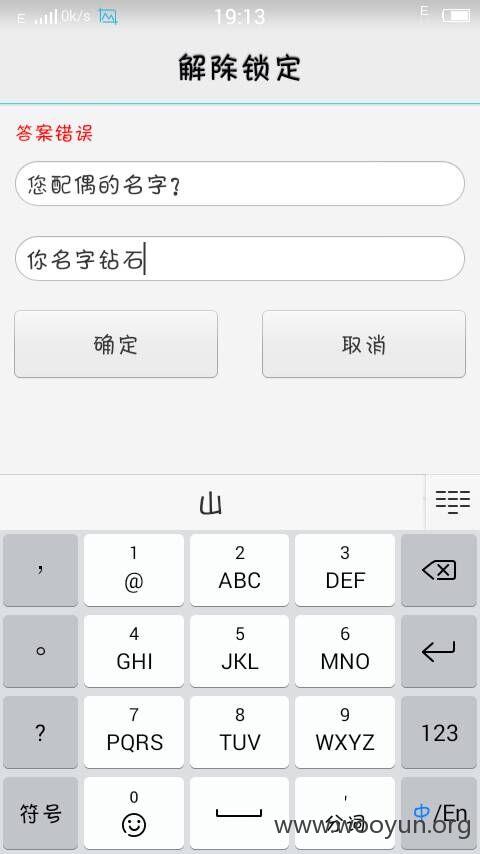 E 0k/s 19:13 E
解除锁定
答案错误
您配偶的名字?
你名字钻石
确定 取消
山
, 1 2 3
@ ABC DEF
。 4 5 6
GHI JKL MNO
? 7 8 9 123
PQRS TUV WXYZ
符号 0 ' 分词 中/En
www.wooyun.org